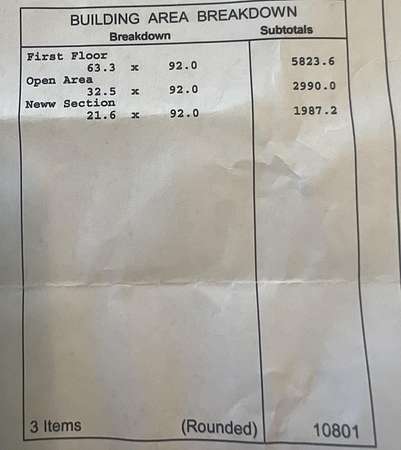 BUILDING AREA BREAKDOWN
Breakdown Subtotals
First Floor
63.3 x 92.0 5823.6
Open Area
32.5 x 92.0 2990.0
Neww Section
21.6 x 92.0 1987.2
3 Items (Rounded) 10801